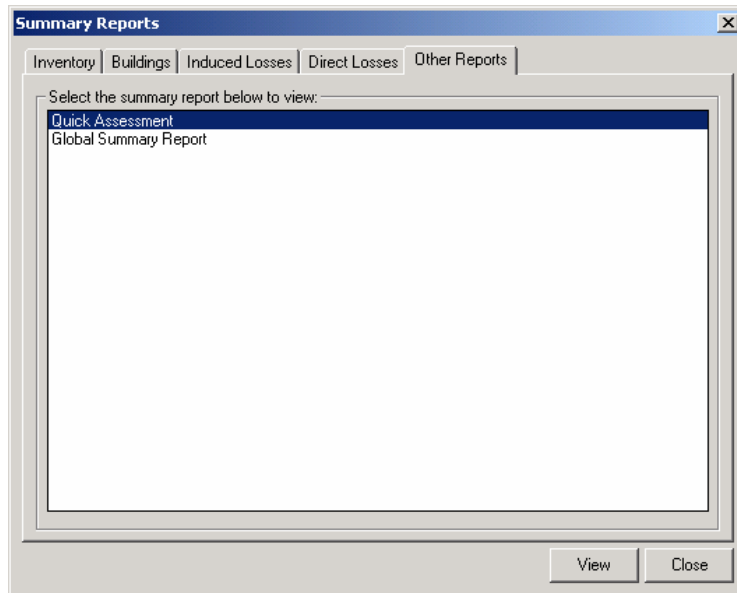 Summary Reports
Inventory Buildings Induced Losses Direct Losses Other Reports
Select the summary report below to view:
Quick Assessment
Global Summary Report
View Close